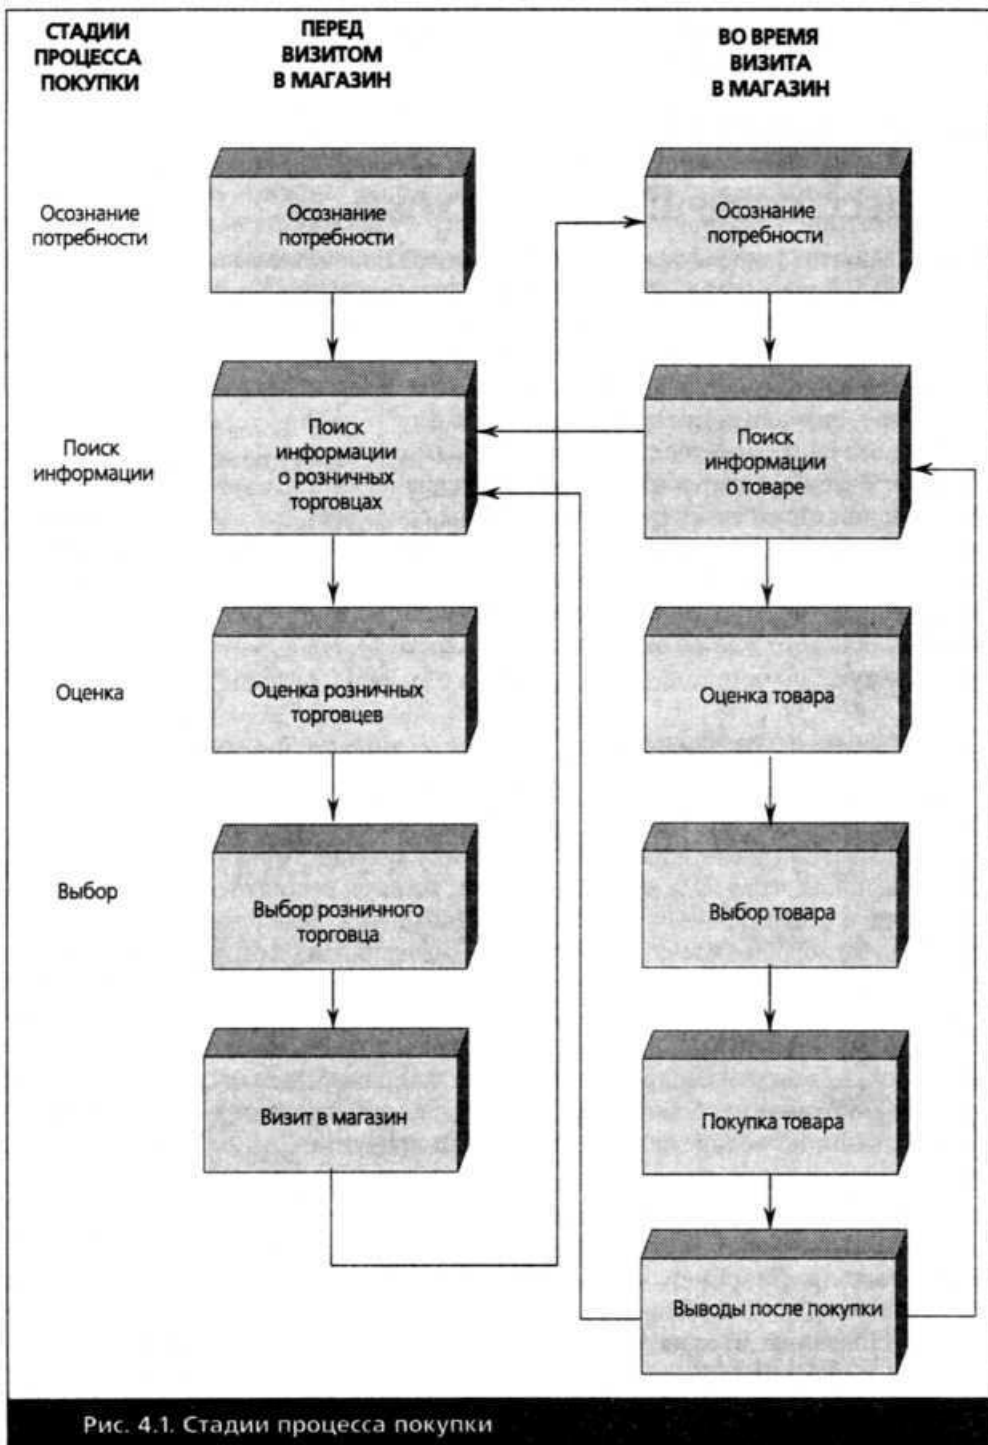 СТАДИИ
ПРОЦЕССА
ПОКУПКИ
ПЕРЕД
ВИЗИТОМ
В МАГАЗИН
ВО ВРЕМЯ
ВИЗИТА
В МАГАЗИН
Осознание
потребности
Осознание
потребности
Осознание
потребности
Поиск
информации
Поиск
информации
о розничных
торговцах
Поиск
информации
о товаре
Оценка
Оценка розничных
торговцев
Оценка товара
Выбор
Выбор розничного
торговца
Выбор товара
Визит в магазин
Покупка товара
Выводы после покупки
Рис. 4.1. Стадии процесса покупки